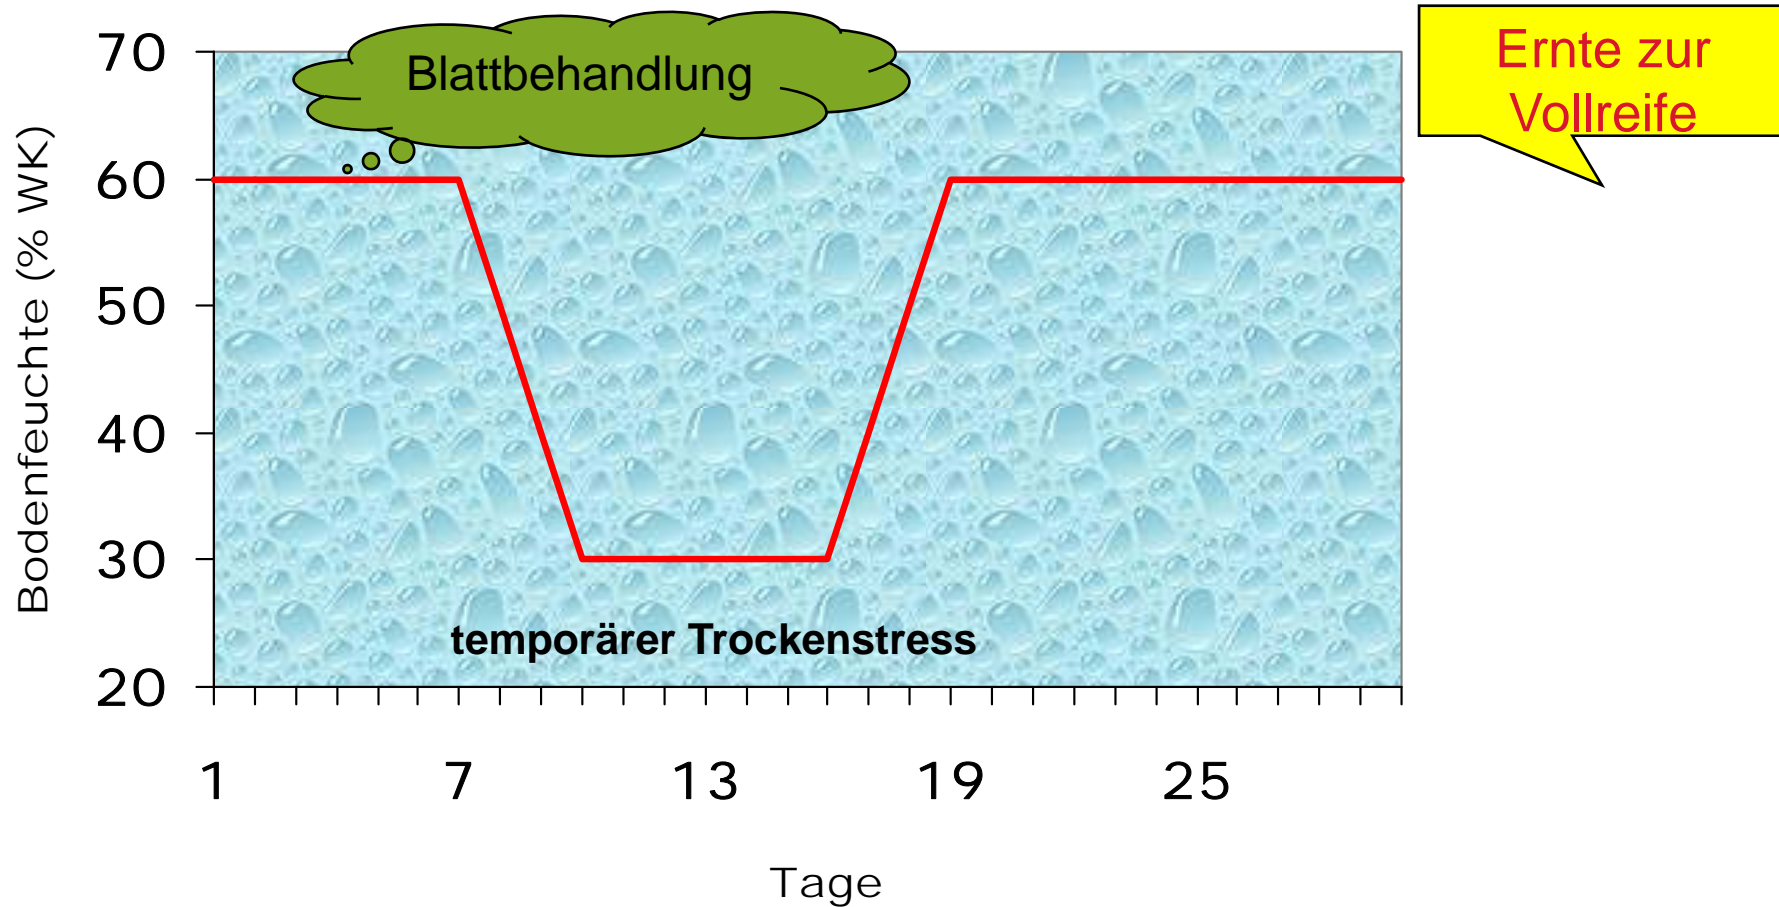 Blattbehandlung
Ernte zur
Vollreife
Bodenfeuchte (% WK)
70
60
50
40
30
20
temporärer Trockenstress
1 7 13 19 25
Tage